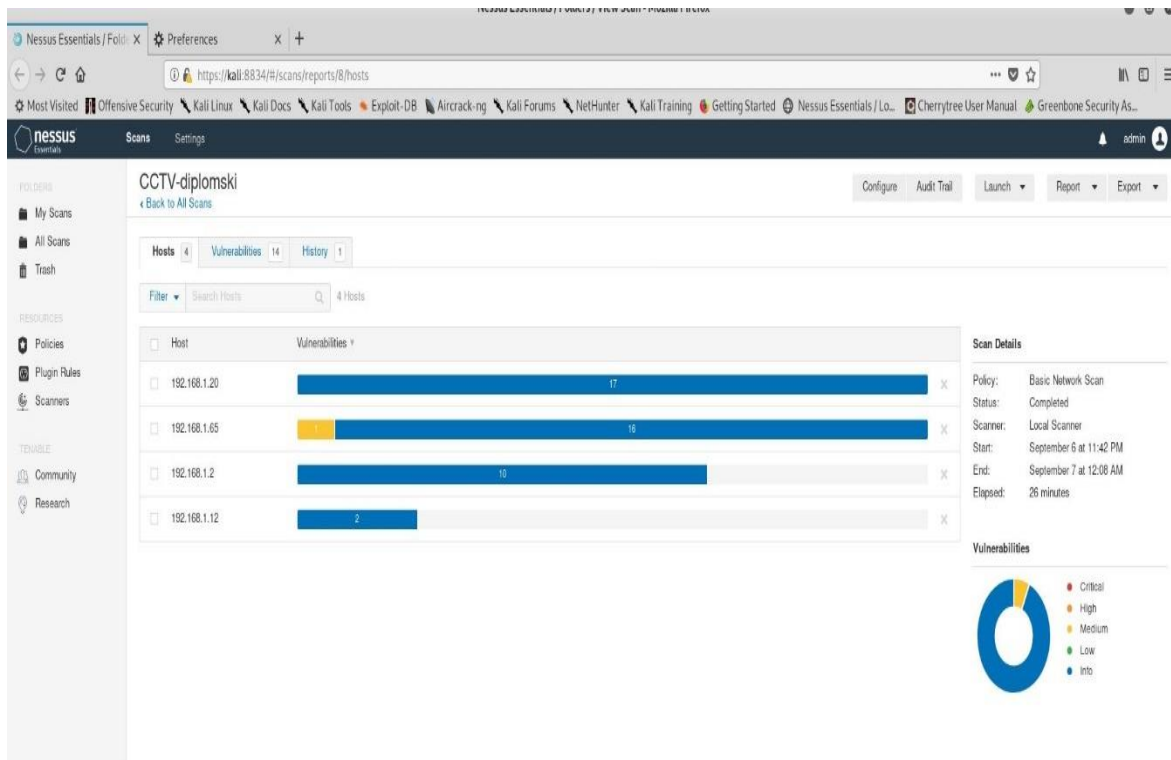 Nessus Essentials / Folders / View Scan - Mozilla Firefox
Nessus Essentials / Folde
Preferences
https://kali:8834/#/scans/reports/8/hosts
Most Visited Offensive Security Kali Linux Kali Docs Kali Tools Exploit-DB Aircrack-ng Kali Forums NetHunter Kali Training Getting Started Nessus Essentials / Lo... Cherrytree User Manual Greenbone Security As...
nessus Essentials
Scans Settings
admin
FOLDERS
My Scans
All Scans
Trash
RESOURCES
Policies
Plugin Rules
Scanners
TENABLE
Community
Research
CCTV-diplomski
Back to All Scans
Configure Audit Trail Launch Report Export
Hosts 4 Vulnerabilities 14 History 1
Filter Search Hosts 4 Hosts
Host Vulnerabilities
192.168.1.20 17
192.168.1.65 1 16
192.168.1.2 10
192.168.1.12 2
Scan Details
Policy: Basic Network Scan
Status: Completed
Scanner: Local Scanner
Start: September 6 at 11:42 PM
End: September 7 at 12:08 AM
Elapsed: 26 minutes
Vulnerabilities
Critical
High
Medium
Low
Info